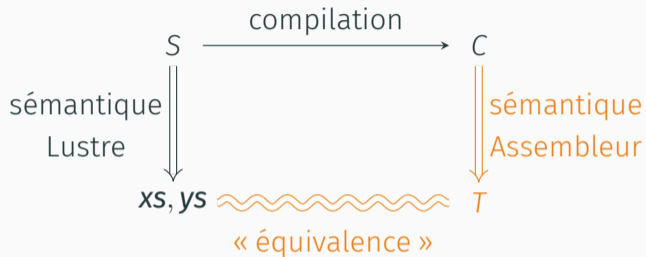 compilation
S C
sémantique
Lustre
sémantique
Assembleur
xs, ys T
« équivalence »